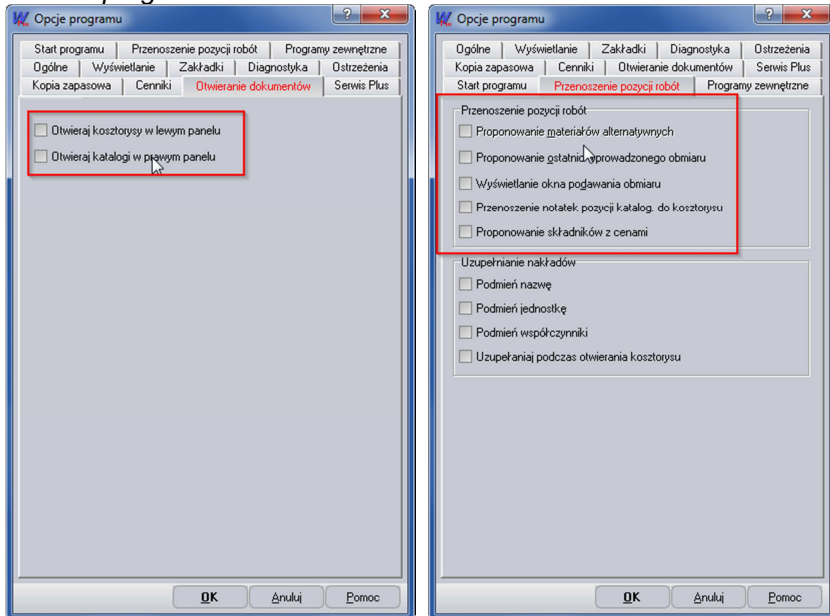 Opcje programu
Start programu Przenoszenie pozycji robót Programy zewnętrzne
Ogólne Wyświetlanie Zakładki Diagnostyka Ostrzeżenia
Kopia zapasowa Cenniki Otwieranie dokumentów Serwis Plus
Otwieraj kosztorysy w lewym panelu
Otwieraj katalogi w prawym panelu
OK Anuluj Pomoc
Opcje programu
Ogólne Wyświetlanie Zakładki Diagnostyka Ostrzeżenia
Kopia zapasowa Cenniki Otwieranie dokumentów Serwis Plus
Start programu Przenoszenie pozycji robót Programy zewnętrzne
Przenoszenie pozycji robót
Proponowanie materiałów alternatywnych
Proponowanie ostatnio wprowadzonego obmiaru
Wyświetlanie okna podawania obmiaru
Przenoszenie notatek pozycji katalog. do kosztorysu
Proponowanie składników z cenami
Uzupełnianie nakładów
Podmień nazwę
Podmień jednostkę
Podmień współczynniki
Uzupełaniaj podczas otwierania kosztorysu
OK Anuluj Pomoc